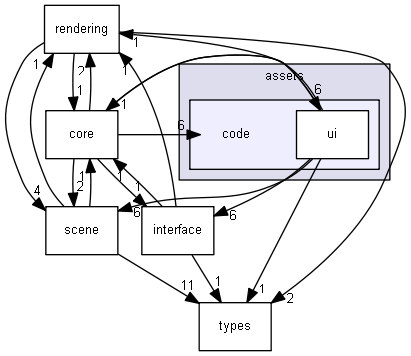 rendering
1
assets
1
2
1
1
1
6
core
6
code
ui
1
1
1
2
4
6
6
scene
interface
11
1
1
2
types